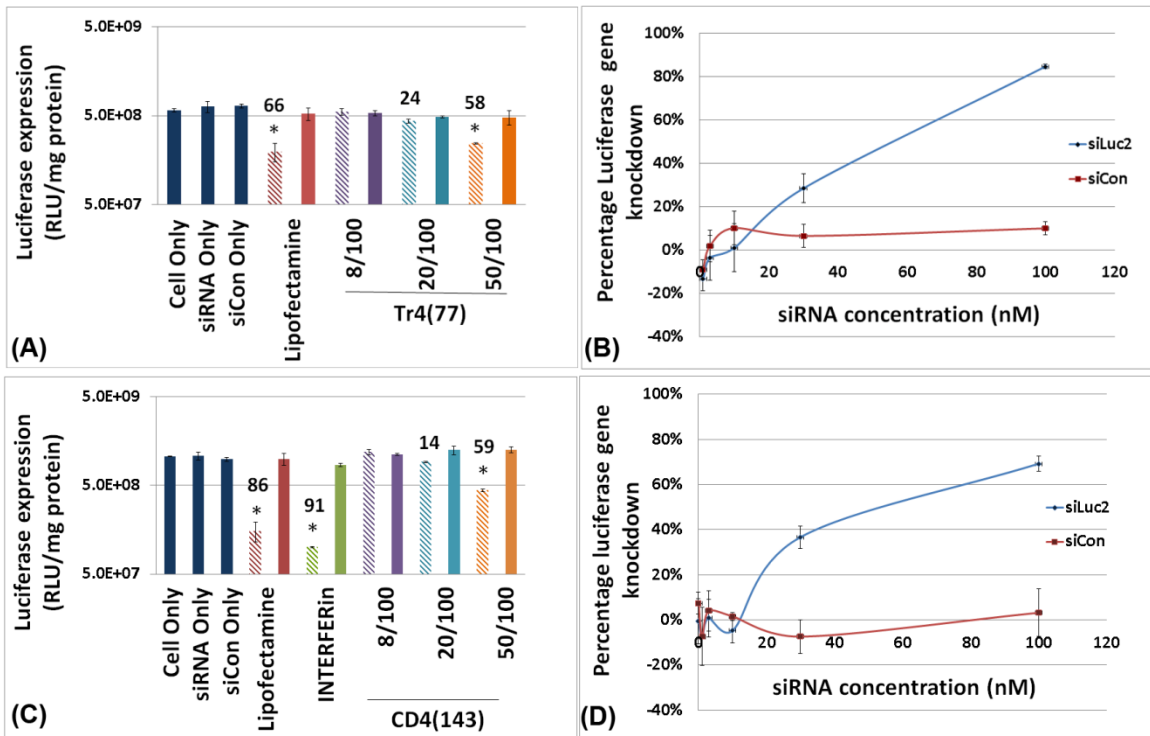 5.0E+09
5.0E+08
5.0E+07
Luciferase expression
(RLU/mg protein)
66
*
24
58
*
Cell Only
siRNA Only
siCon Only
Lipofectamine
8/100
20/100
50/100
Tr4(77)
(A)
100%
80%
60%
40%
20%
0%
-20%
-40%
Percentage Luciferase gene
knockdown
0
20
40
60
80
100
120
siRNA concentration (nM)
siLuc2
siCon
(B)
5.0E+09
5.0E+08
5.0E+07
Luciferase expression
(RLU/mg protein)
86
*
91
*
14
59
*
Cell Only
siRNA Only
siCon Only
Lipofectamine
INTERFERin
8/100
20/100
50/100
CD4(143)
(C)
100%
80%
60%
40%
20%
0%
-20%
-40%
Percentage luciferase gene
knockdown
0
20
40
60
80
100
120
siRNA concentration (nM)
siLuc2
siCon
(D)